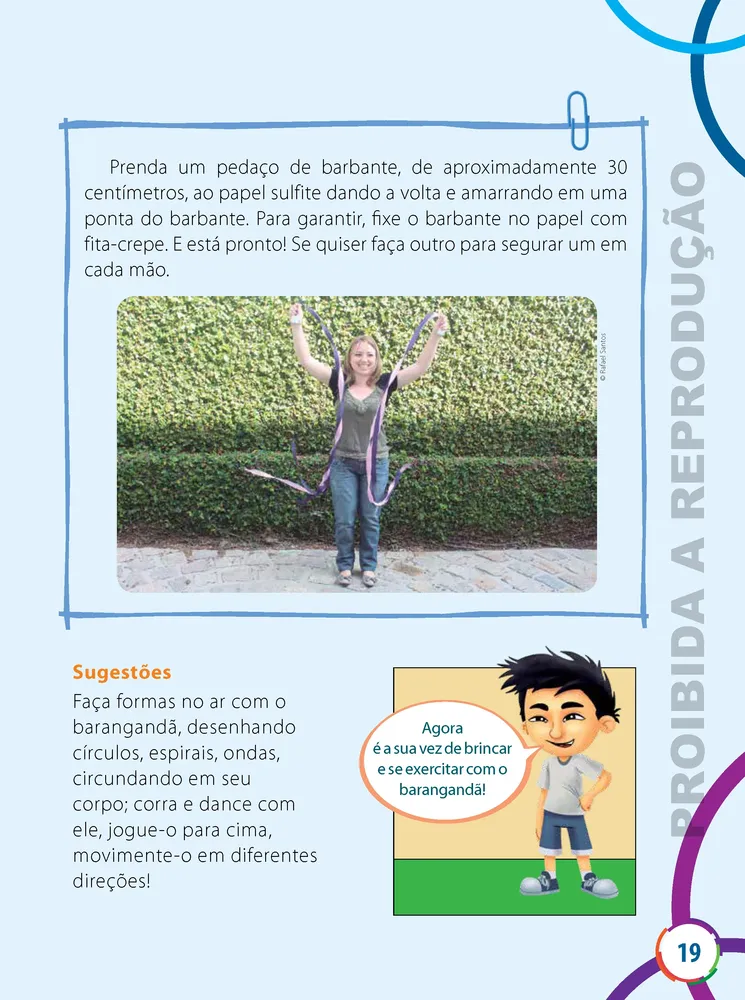 Prenda um pedaço de barbante, de aproximadamente 30
centímetros, ao papel sulfite dando a volta e amarrando em uma
ponta do barbante. Para garantir, fixe o barbante no papel com
fita-crepe. E está pronto! Se quiser faça outro para segurar um em
cada mão.
© Rafael Santos
Sugestões
Faça formas no ar com o
barangandã, desenhando
círculos, espirais, ondas,
circundando em seu
corpo; corra e dance com
ele, jogue-o para cima,
movimente-o em diferentes
direções!
Agora
é a sua vez de brincar
e se exercitar com o
barangandã!
PROIBIDA A REPRODUÇÃO
19